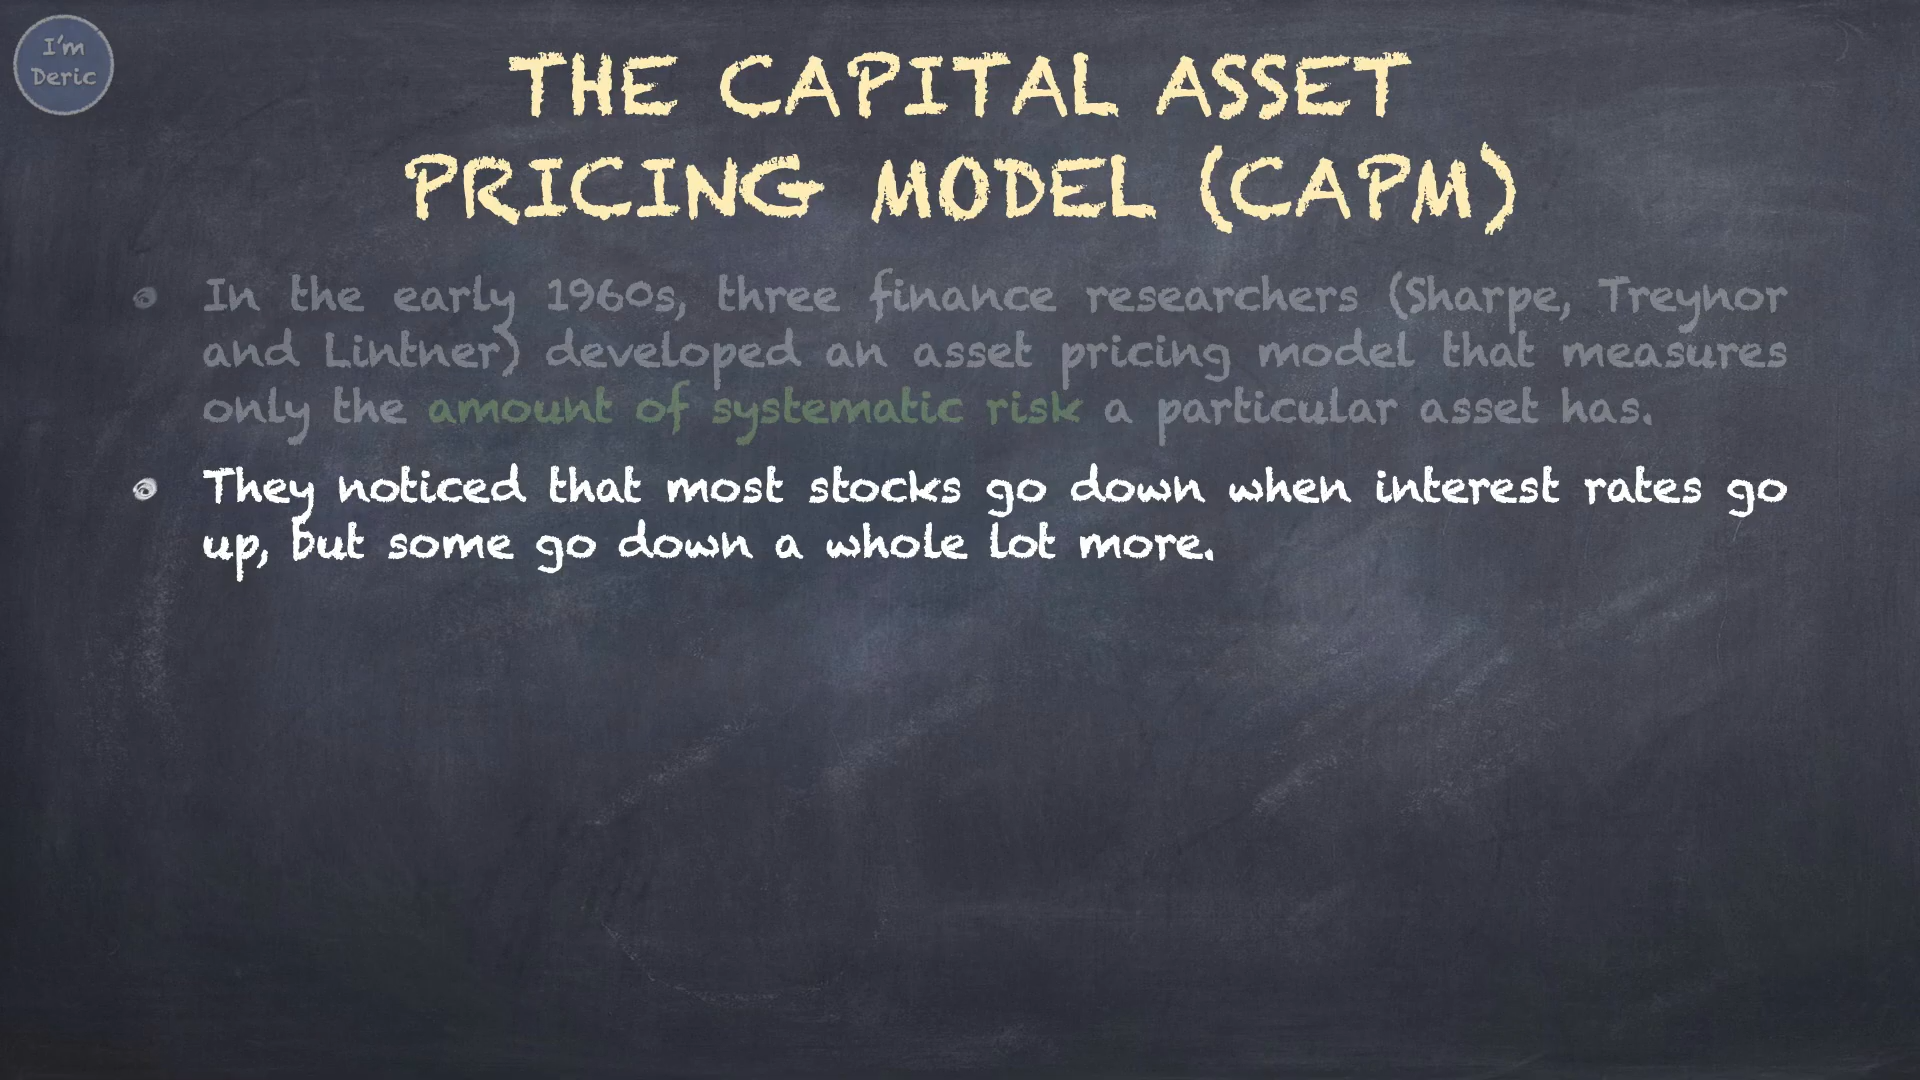 I'm
Deric
THE CAPITAL ASSET
PRICING MODEL (CAPM)
In the early 1960s, three finance researchers (Sharpe, Treynor
and Lintner) developed an asset pricing model that measures
only the amount of systematic risk a particular asset has.
They noticed that most stocks go down when interest rates go
up, but some go down a whole lot more.